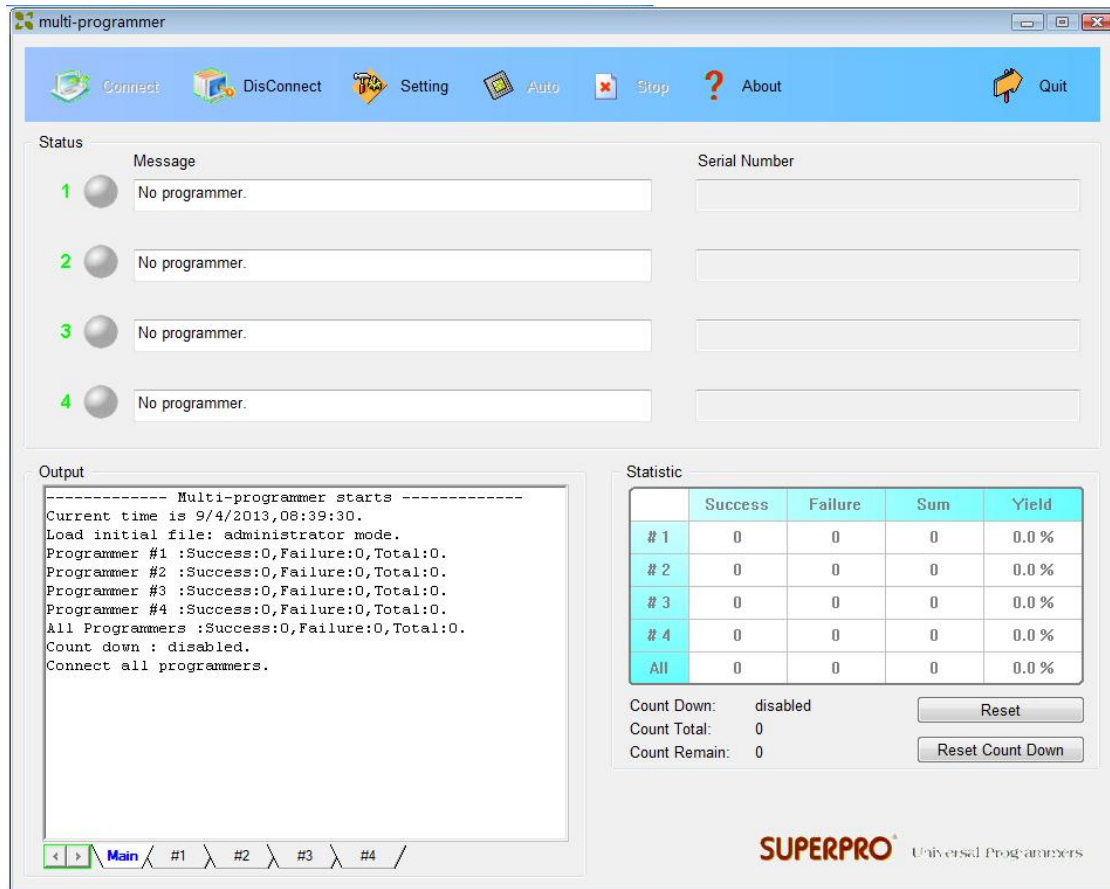 multi-programmer
Connect DisConnect Setting Auto Stop About Quit
Status
Message Serial Number
1 No programmer.
2 No programmer.
3 No programmer.
4 No programmer.
Output
------------- Multi-programmer starts -------------
Current time is 9/4/2013,08:39:30.
Load initial file: administrator mode.
Programmer #1 :Success:0,Failure:0,Total:0.
Programmer #2 :Success:0,Failure:0,Total:0.
Programmer #3 :Success:0,Failure:0,Total:0.
Programmer #4 :Success:0,Failure:0,Total:0.
All Programmers :Success:0,Failure:0,Total:0.
Count down : disabled.
Connect all programmers.
Main #1 #2 #3 #4
Statistic
Success Failure Sum Yield
# 1 0 0 0 0.0 %
# 2 0 0 0 0.0 %
# 3 0 0 0 0.0 %
# 4 0 0 0 0.0 %
All 0 0 0 0.0 %
Count Down: disabled
Reset
Count Total: 0
Count Remain: 0
Reset Count Down
SUPERPRO Universal Programmers